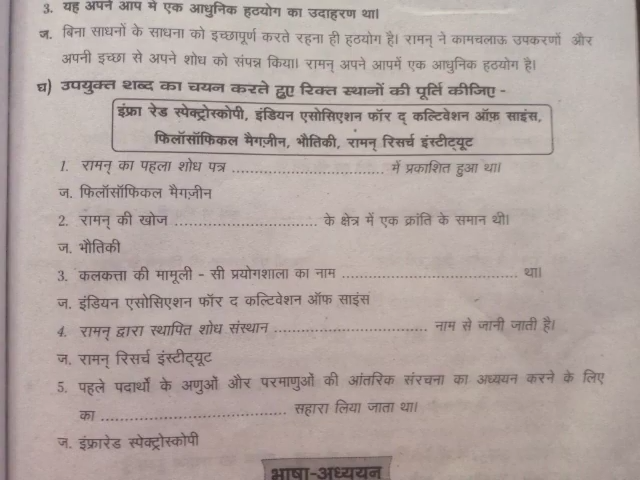 3. यह अपने आप में एक आधुनिक हठयोग का उदाहरण था।
ज. बिना साधनों के साधना को इच्छापूर्ण करते रहना ही हठयोग है। रामन् ने कामचलाऊ उपकरणों और
अपनी इच्छा से अपने शोध को संपन्न किया। रामन् अपने आपमें एक आधुनिक हठयोग है।
घ) उपयुक्त शब्द का चयन करते हुए रिक्त स्थानों की पूर्ति कीजिए -
इंफ्रा रेड स्पेक्ट्रोस्कोपी, इंडियन एसोसिएशन फॉर द् कल्टिवेशन ऑफ़ साइंस,
फिलॉसॉफिकल मैगज़ीन, भौतिकी, रामन् रिसर्च इंस्टीट्यूट
1. रामन् का पहला शोध पत्र ................................. में प्रकाशित हुआ था।
ज. फिलॉसॉफिकल मैगज़ीन
2. रामन् की खोज ............................... के क्षेत्र में एक क्रांति के समान थी।
ज. भौतिकी
3. कलकत्ता की मामूली - सी प्रयोगशाला का नाम ...................................... था।
ज. इंडियन एसोसिएशन फॉर द कल्टिवेशन ऑफ साइंस
4. रामन् द्वारा स्थापित शोध संस्थान ................................. नाम से जानी जाती है।
ज. रामन् रिसर्च इंस्टीट्यूट
5. पहले पदार्थों के अणुओं और परमाणुओं की आंतरिक संरचना का अध्ययन करने के लिए
का ........................................ सहारा लिया जाता था।
ज. इंफ्रारेड स्पेक्ट्रोस्कोपी
भाषा-अध्ययन